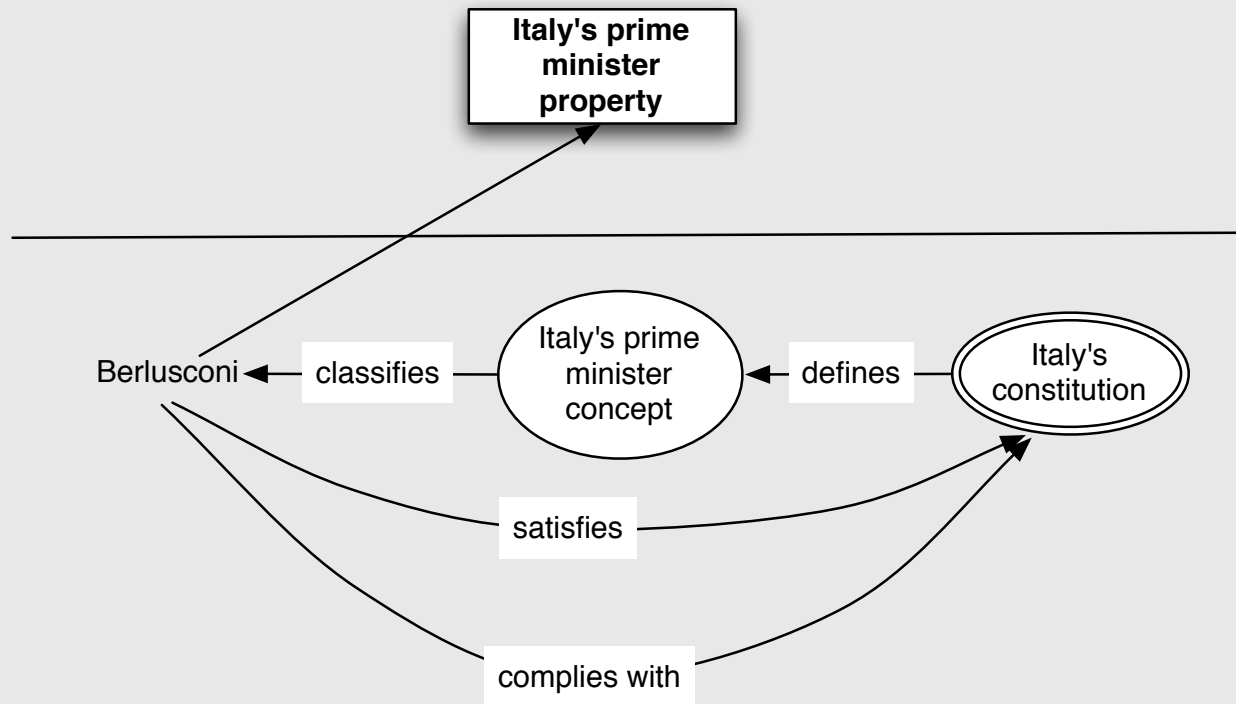 Italy's prime
minister
property
Berlusconi
classifies
Italy's prime
minister
concept
defines
Italy's
constitution
satisfies
complies with